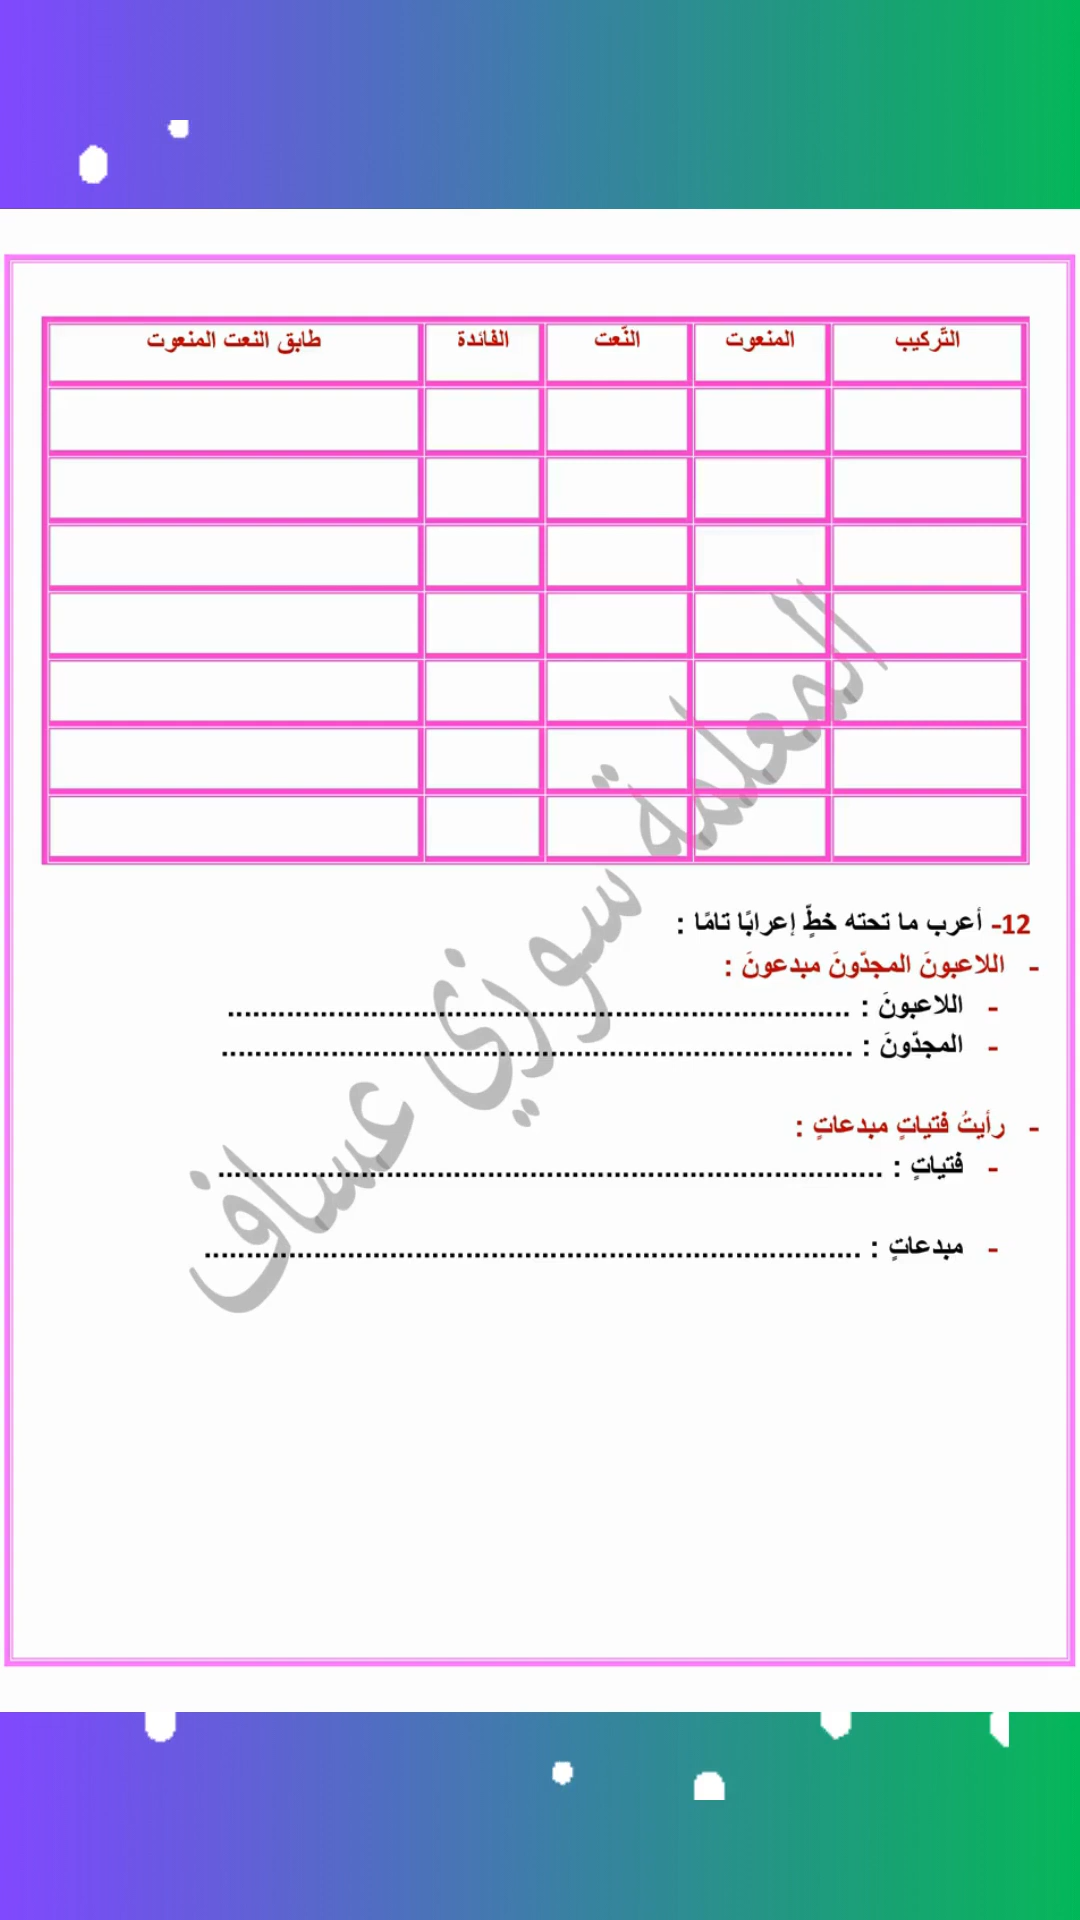 التّركيب المنعوت النّعت الفائدة طابق النعت المنعوت
12- أعرب ما تحته خطٍّ إعرابًا تامًا :
- اللاعبونَ المجدّونَ مبدعونَ :
- اللاعبونَ : ...........................................................................
- المجدّونَ : ............................................................................
- رأيتُ فتياتٍ مبدعاتٍ :
- فتياتٍ : ................................................................................
- مبدعاتٍ : ...............................................................................
المعلمة سوزي عساف